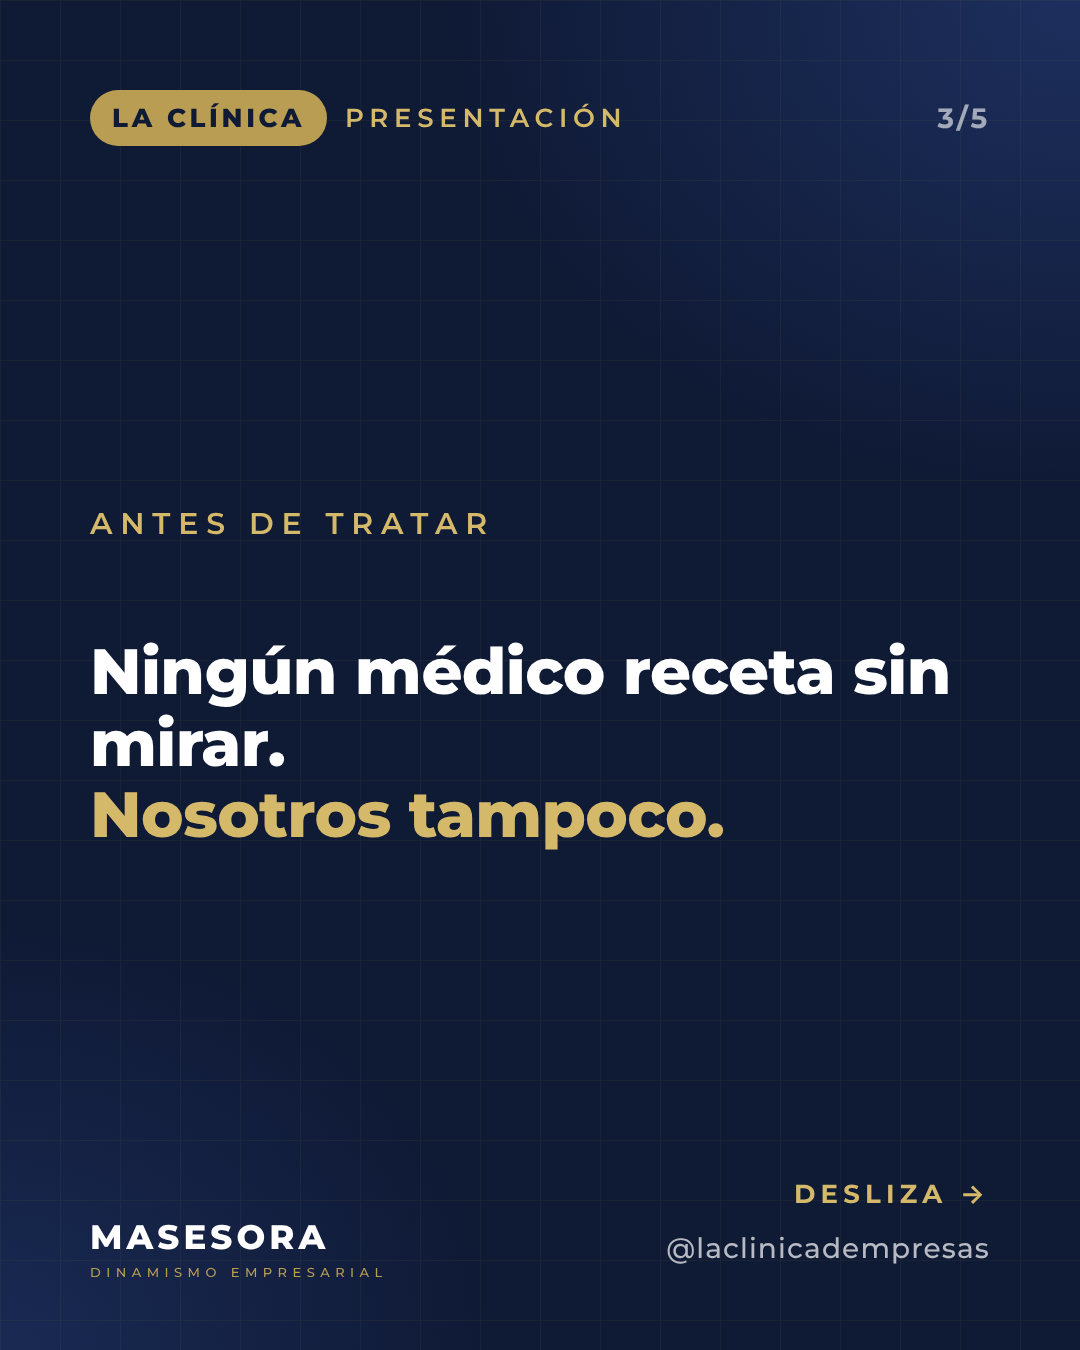 LA CLÍNICA PRESENTACIÓN 3/5
ANTES DE TRATAR
Ningún médico receta sin
mirar.
Nosotros tampoco.
DESLIZA →
MASESORA
@laclinicadempresas
DINAMISMO EMPRESARIAL